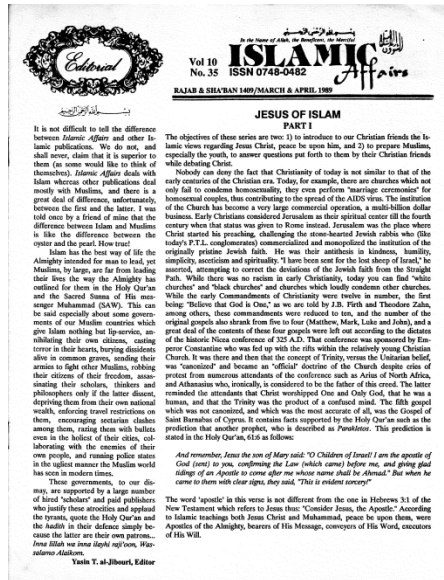 Editorial
In the Name of Allah, the Beneficent, the Merciful
Vol 10
No. 35
ISLAMIC
Affairs
ISSN 0748-0482
RAJAB & SHA'BAN 1409/MARCH & APRIL 1989
It is not difficult to tell the difference
between Islamic Affairs and other Is-
lamic publications. We do not, and
shall never, claim that it is superior to
them (as some would like to think of
themselves). Islamic Affairs deals with
Islam whereas other publications deal
mostly with Muslims, and there is a
great deal of difference, unfortunately,
between the first and the latter. I was
told once by a friend of mine that the
difference between Islam and Muslims
is like the difference between the
oyster and the pearl. How true!
Islam has the best way of life the
Almighty intended for man to lead, yet
Muslims, by large, are far from leading
their lives the way the Almighty has
outlined for them in the Holy Qur'an
and the Sacred Sunna of His mes-
senger Muhammad (SAW). This can
be said especially about some govern-
ments of our Muslim countries which
give Islam nothing but lip-service, an-
nihilating their own citizens, casting
terror in their hearts, burying dissidents
alive in common graves, sending their
armies to fight other Muslims, robbing
their citizens of their freedom, assas-
sinating their scholars, thinkers and
philosophers only if the latter dissent,
depriving them from their own national
wealth, enforcing travel restrictions on
them, encouraging sectarian clashes
among them, razing them with bullets
even in the holiest of their cities, col-
laborating with the enemies of their
own people, and running police states
in the ugliest manner the Muslim world
has seen in modern times.
These governments, to our dis-
may, are supported by a large number
of hired "scholars" and paid publishers
who justify these atrocities and applaud
the tyrants, quote the Holy Qur'an and
the hadith in their defence simply be-
cause the latter are their own patrons...
Inna lillah wa inna ilayhi raji'oon, Was-
salamo Alaikom.
Yasin T. al-Jibouri, Editor
JESUS OF ISLAM
PART I
The objectives of these series are two: 1) to introduce to our Christian friends the Is-
lamic views regarding Jesus Christ, peace be upon him, and 2) to prepare Muslims,
especially the youth, to answer questions put forth to them by their Christian friends
while debating Christ.
Nobody can deny the fact that Christianity of today is not similar to that of the
early centuries of the Christian era. Today, for example, there are churches which not
only fail to condemn homosexuality, they even perform "marriage ceremonies" for
homosexual couples, thus contributing to the spread of the AIDS virus. The institution
of the Church has become a very large commercial operation, a multi-billion dollar
business. Early Christians considered Jerusalem as their spiritual center till the fourth
century when that status was given to Rome instead. Jerusalem was the place where
Christ started his preaching, challenging the stone-hearted Jewish rabbis who (like
today's P.T.L. conglomerates) commercialized and monopolized the institution of the
originally pristine Jewish faith. He was their antithesis in kindness, humility,
simplicity, asceticism and spirituality. "I have been sent for the lost sheep of Israel," he
asserted, attempting to correct the deviations of the Jewish faith from the Straight
Path. While there was no racism in early Christianity, today you can find "white
churches" and "black churches" and churches which loudly condemn other churches.
While the early Commandments of Christianity were twelve in number, the first
being: "Believe that God is One," as we are told by J.B. Firth and Theodore Zahn,
among others, these commandments were reduced to ten, and the number of the
original gospels also shrank from five to four (Matthew, Mark, Luke and John), and a
great deal of the contents of these four gospels were left out according to the dictates
of the historic Nicea conference of 325 A.D. That conference was sponsored by Em-
peror Constantine who was fed up with the rifts within the relatively young Christian
Church. It was there and then that the concept of Trinity, versus the Unitarian belief,
was "canonized" and became an "official" doctrine of the Church despite cries of
protest from numerous attendants of the conference such as Arius of North Africa,
and Athanasius who, ironically, is considered to be the father of this creed. The latter
reminded the attendants that Christ worshipped One and Only God, that he was a
human, and that the Trinity was the product of a confused mind. The fifth gospel
which was not canonized, and which was the most accurate of all, was the Gospel of
Saint Barnabas of Cyprus. It contains facts supported by the Holy Qur'an such as the
prediction that another prophet, who is described as Parakletos. This prediction is
stated in the Holy Qur'an, 61:6 as follows:
And remember, Jesus the son of Mary said: "O Children of Israel! I am the apostle of
God (sent) to you, confirming the Law (which came) before me, and giving glad
tidings of an Apostle to come after me whose name shall be Ahmad." But when he
came to them with clear signs, they said, "This is evident sorcery!"
The word 'apostle' in this verse is not different from the one in Hebrews 3:1 of the
New Testament which refers to Jesus thus: "Consider Jesus, the Apostle." According
to Islamic teachings both Jesus Christ and Muhammad, peace be upon them, were
Apostles of the Almighty, bearers of His Message, conveyors of His Word, executors
of His Will.